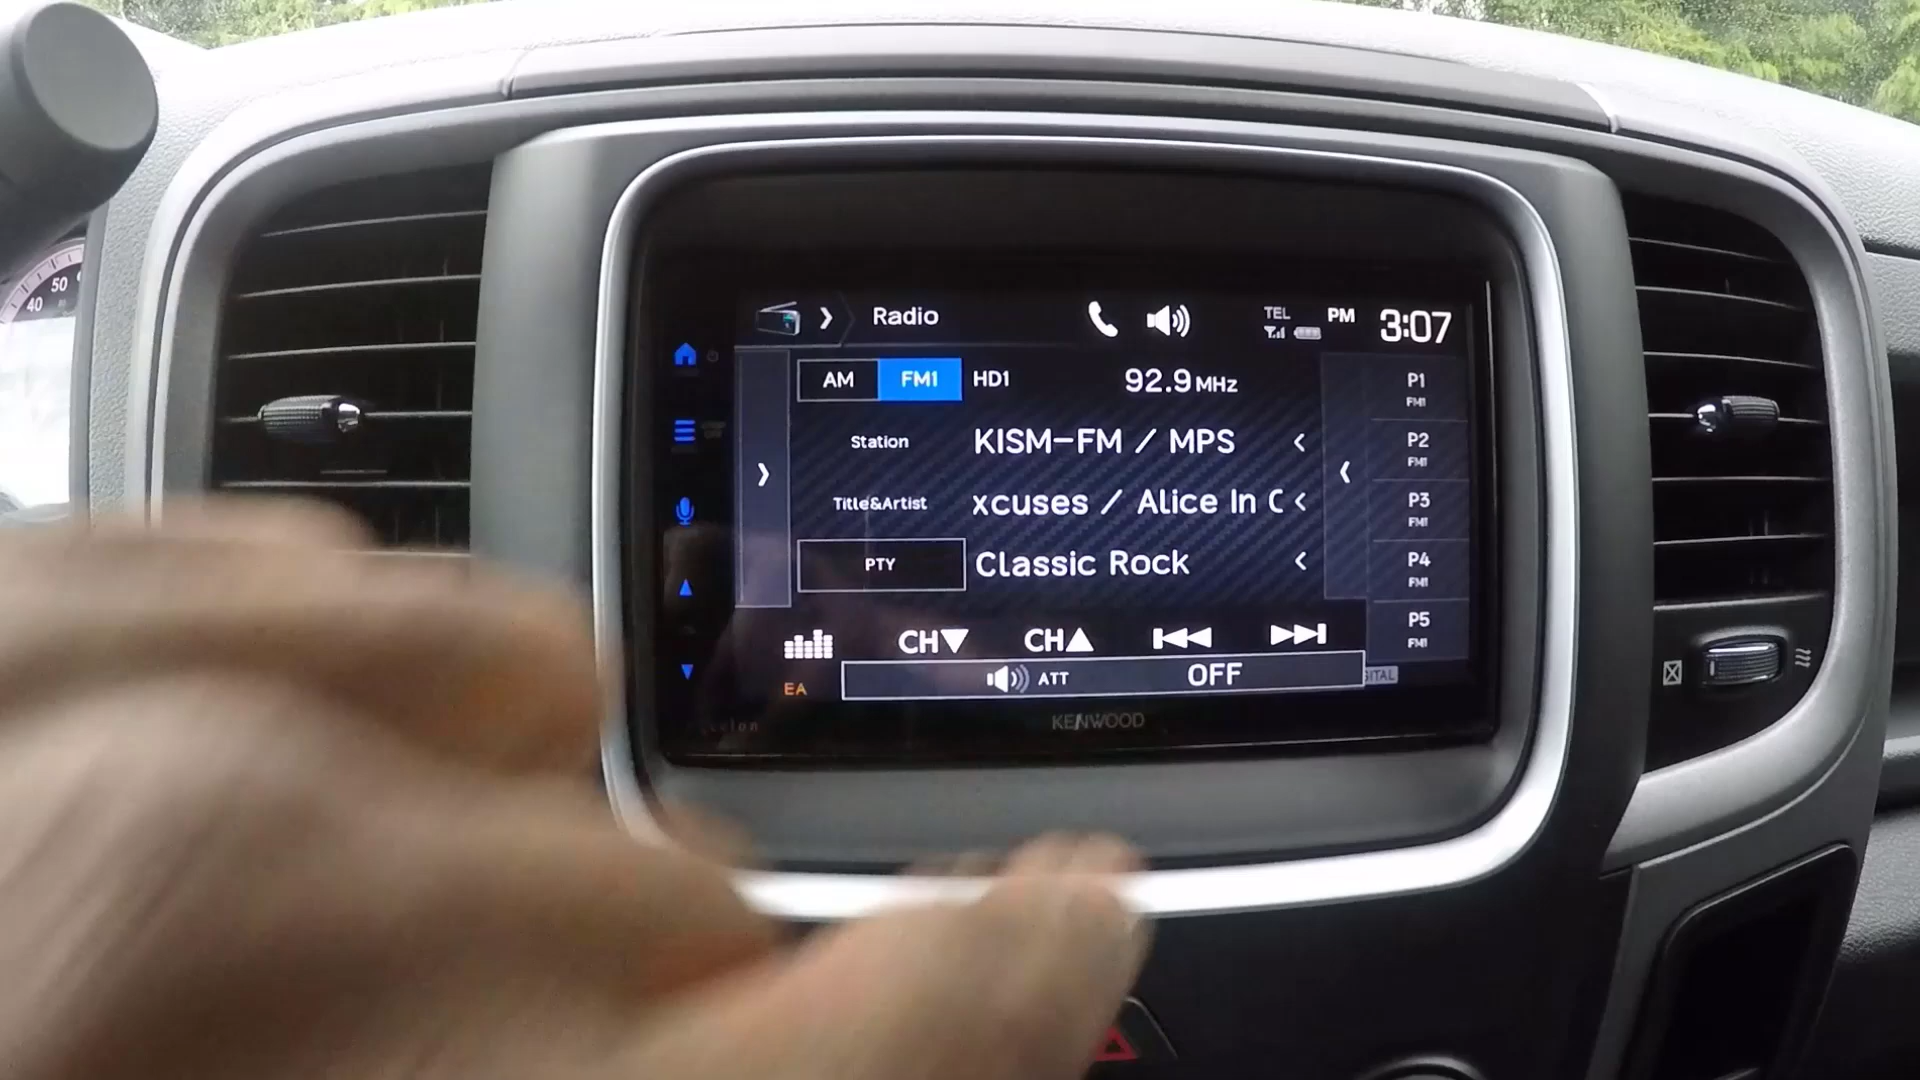 Radio
TEL
PM
3:07
AM FM1 HD1 92.9 MHz
Station KISM-FM / MPS
Title&Artist xcuses / Alice In C
PTY Classic Rock
P1
FM1
P2
FM1
P3
FM1
P4
FM1
P5
FM1
CH▼ CH▲
EA
ATT OFF
KENWOOD
50
40